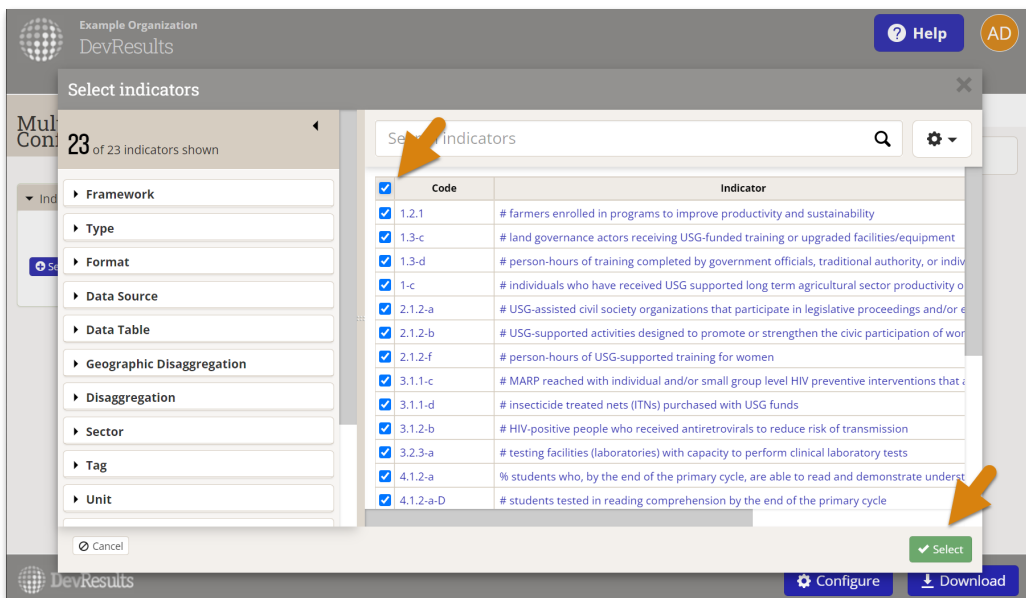 Example Organization
DevResults
Help
AD
Select indicators
23 of 23 indicators shown
Framework
Type
Format
Data Source
Data Table
Geographic Disaggregation
Disaggregation
Sector
Tag
Unit
indicators
Code Indicator
1.2.1 # farmers enrolled in programs to improve productivity and sustainability
1.3-c # land governance actors receiving USG-funded training or upgraded facilities/equipment
1.3-d # person-hours of training completed by government officials, traditional authority, or indiv
1-c # individuals who have received USG supported long term agricultural sector productivity o
2.1.2-a # USG-assisted civil society organizations that participate in legislative proceedings and/or e
2.1.2-b # USG-supported activities designed to promote or strengthen the civic participation of wor
2.1.2-f # person-hours of USG-supported training for women
3.1.1-c # MARP reached with individual and/or small group level HIV preventive interventions that a
3.1.1-d # insecticide treated nets (ITNs) purchased with USG funds
3.1.2-b # HIV-positive people who received antiretrovirals to reduce risk of transmission
3.2.3-a # testing facilities (laboratories) with capacity to perform clinical laboratory tests
4.1.2-a % students who, by the end of the primary cycle, are able to read and demonstrate underst
4.1.2-a-D # students tested in reading comprehension by the end of the primary cycle
Cancel
Select
DevResults
Configure
Download